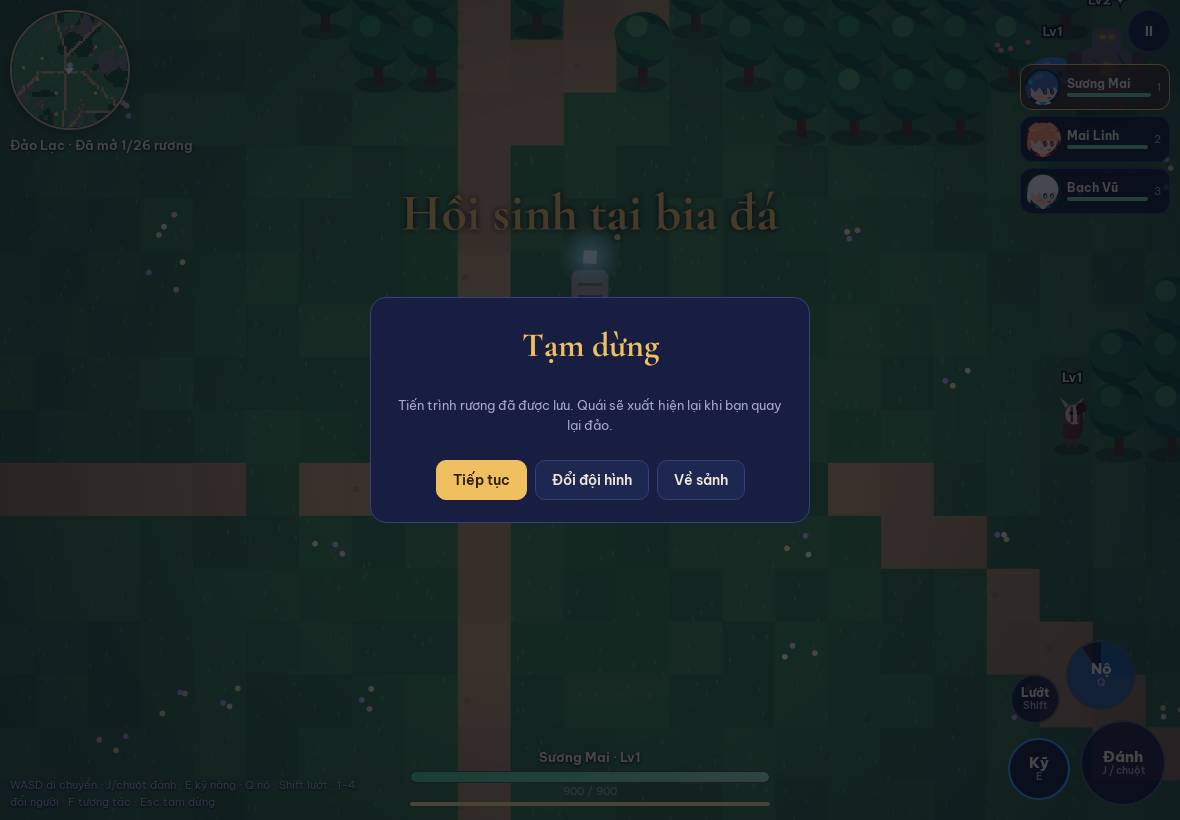 Lv2
Lv1
II
Sương Mai 1
Mai Linh 2
Bạch Vũ 3
Đảo Lạc · Đã mở 1/26 rương
Hồi sinh tại bia đá
Tạm dừng
Tiến trình rương đã được lưu. Quái sẽ xuất hiện lại khi bạn quay
lại đảo.
Tiếp tục
Đổi đội hình
Về sảnh
Lv1
Nộ
Q
Lướt
Shift
Kỹ
E
Đánh
J / chuột
Sương Mai · Lv1
900 / 900
WASD di chuyển · J/chuột đánh · E kỹ năng · Q nộ · Shift lướt · 1-4
đổi người · F tương tác · Esc tạm dừng